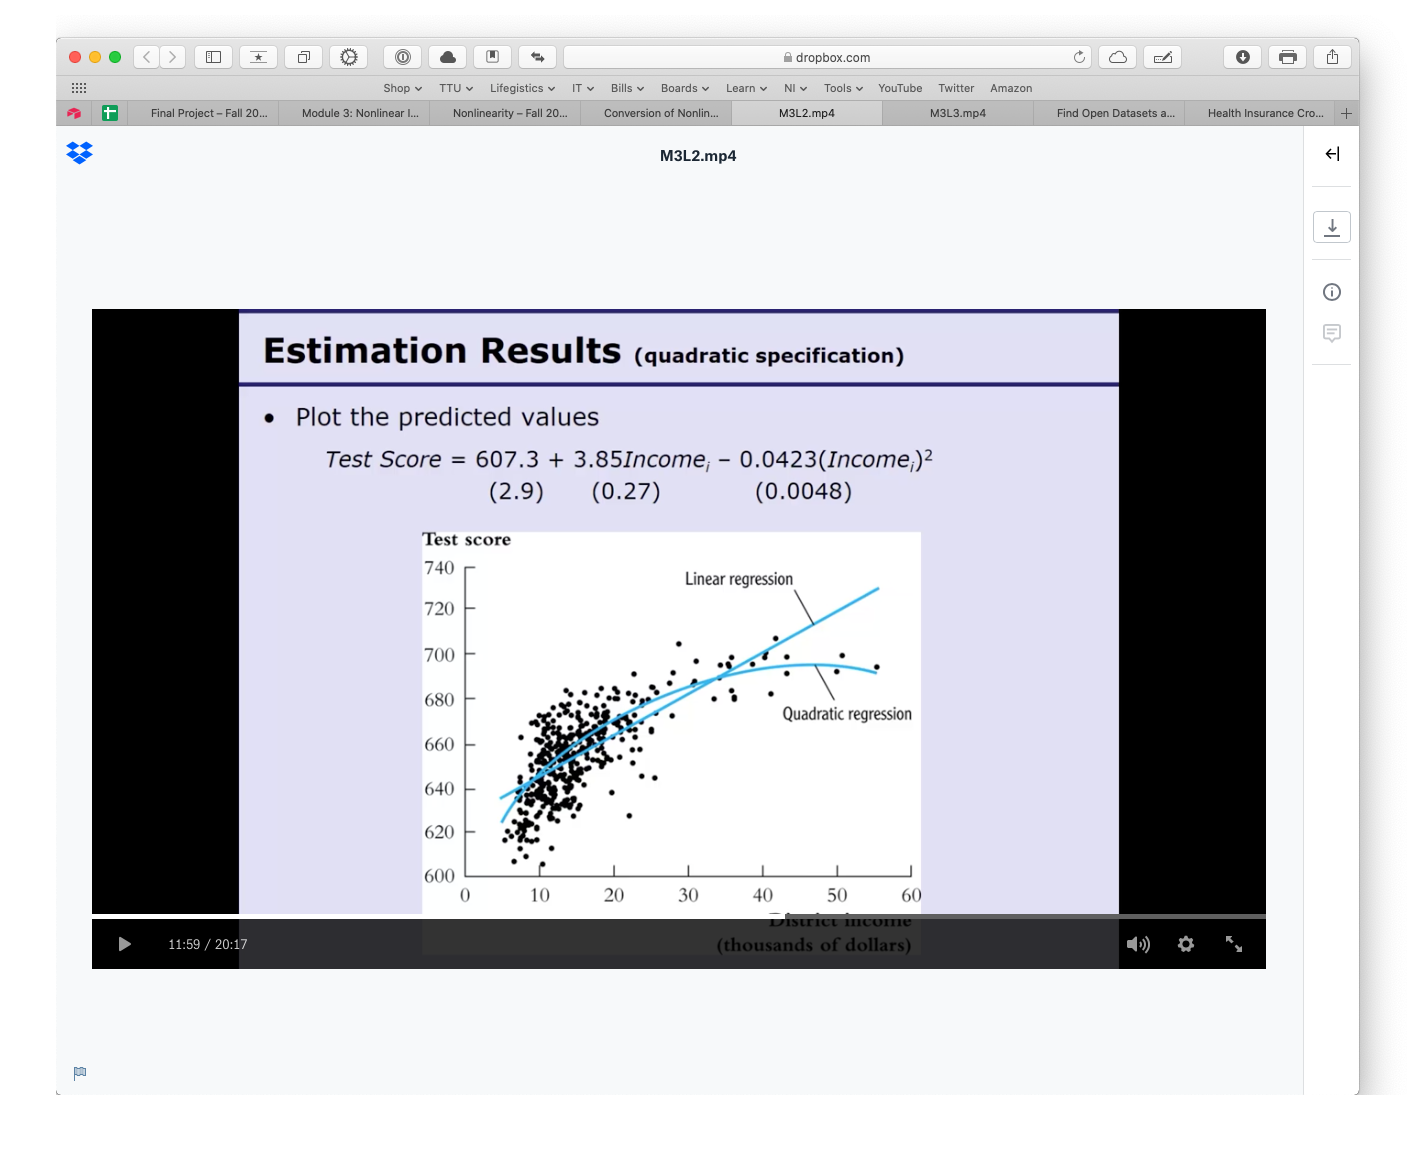 dropbox.com
Shop TTU Lifegistics IT Bills Boards Learn NI Tools YouTube Twitter Amazon
Final Project – Fall 20... Module 3: Nonlinear I... Nonlinearity – Fall 20... Conversion of Nonlin... M3L2.mp4 M3L3.mp4 Find Open Datasets a... Health Insurance Cro...
M3L2.mp4
Estimation Results (quadratic specification)
• Plot the predicted values
Test Score = 607.3 + 3.85Incomeᵢ – 0.0423(Incomeᵢ)²
(2.9) (0.27) (0.0048)
Test score
740
Linear regression
720
700
680
Quadratic regression
660
640
620
600
0 10 20 30 40 50 60
District income
(thousands of dollars)
11:59 / 20:17